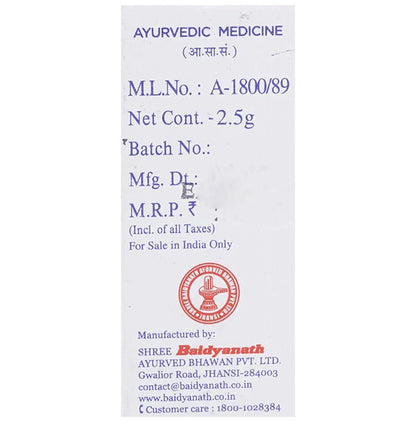 AYURVEDIC MEDICINE
(आ.सा.सं.)
M.L.No.: A-1800/89
Net Cont. - 2.5g
Batch No.:
Mfg. Dt.:
E.
M.R.P. ₹ :
(Incl. of all Taxes)
For Sale in India Only
Manufactured by:
SHREE Baidyanath
AYURVED BHAWAN PVT. LTD.
Gwalior Road, JHANSI-284003
contact@baidyanath.co.in
www.baidyanath.co.in
Customer care : 1800-1028384